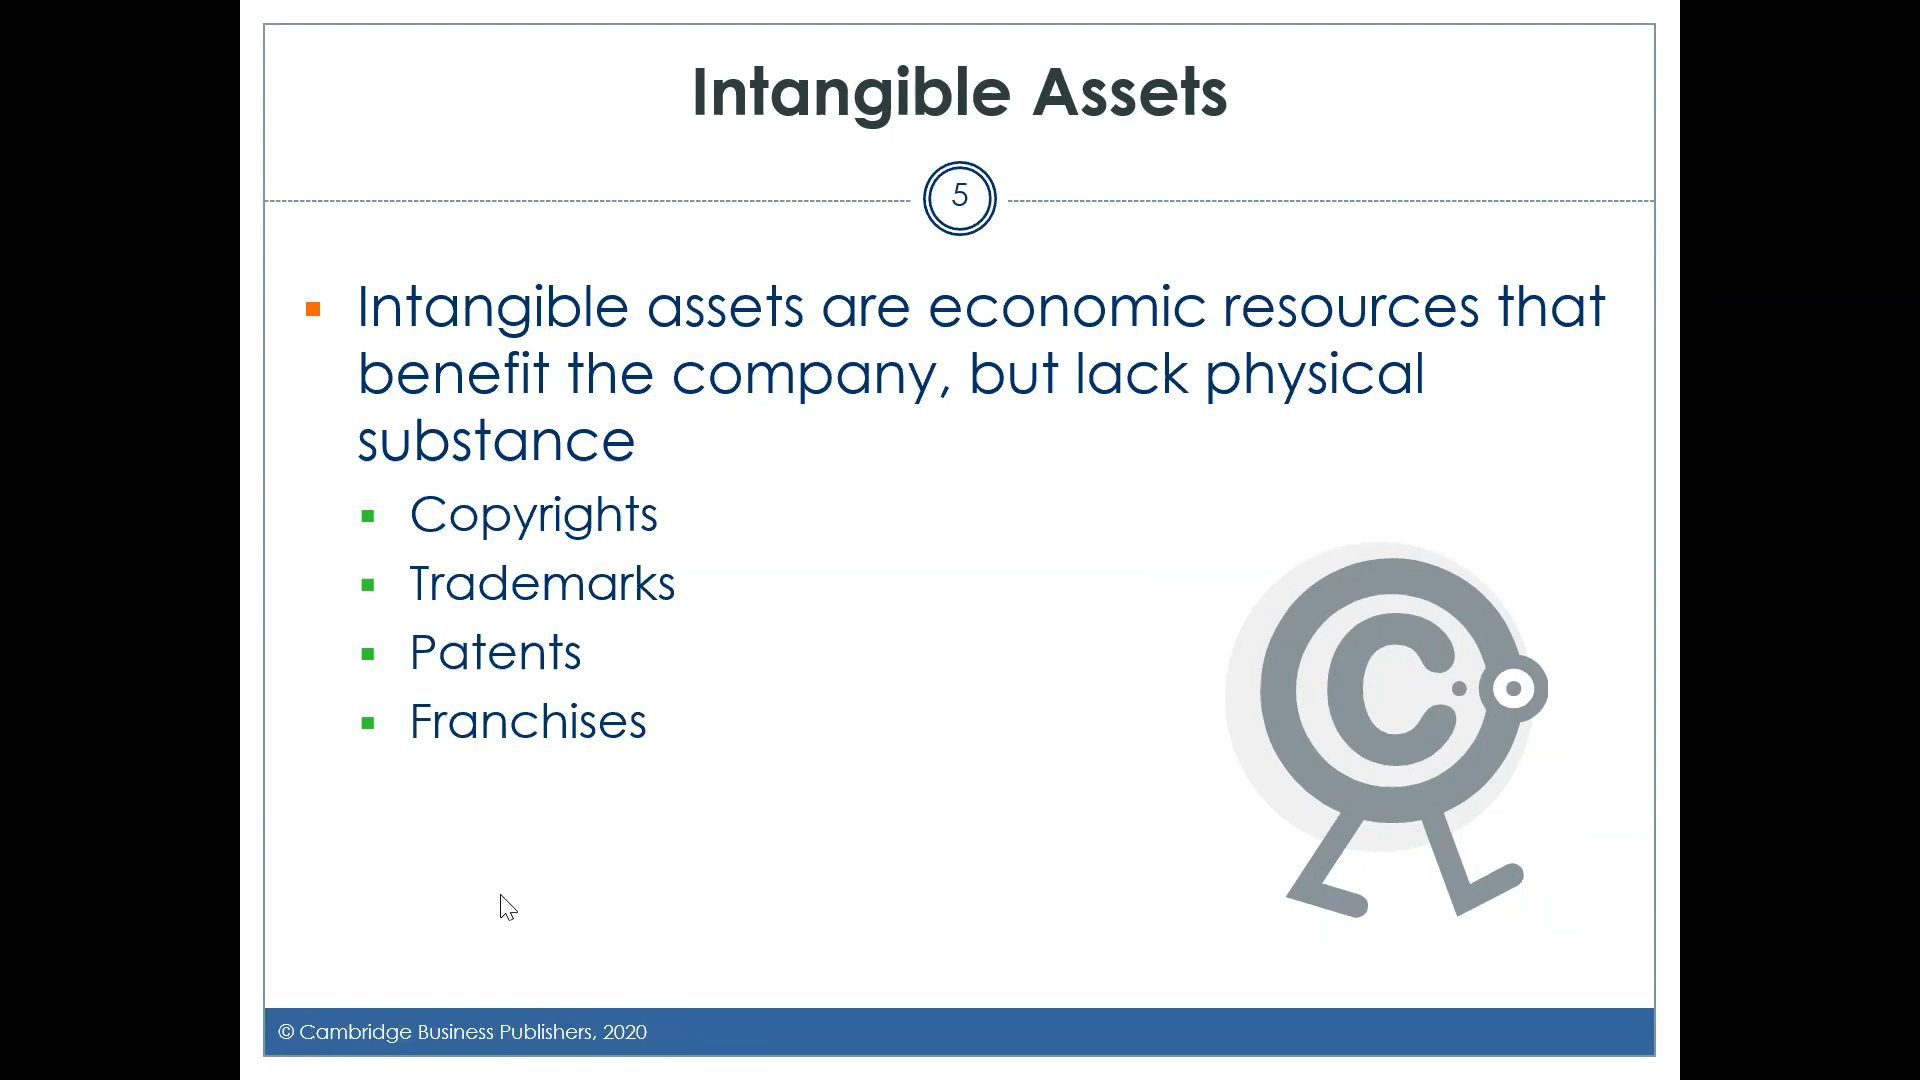 Intangible Assets
5
Intangible assets are economic resources that
benefit the company, but lack physical
substance
Copyrights
Trademarks
Patents
Franchises
C
© Cambridge Business Publishers, 2020